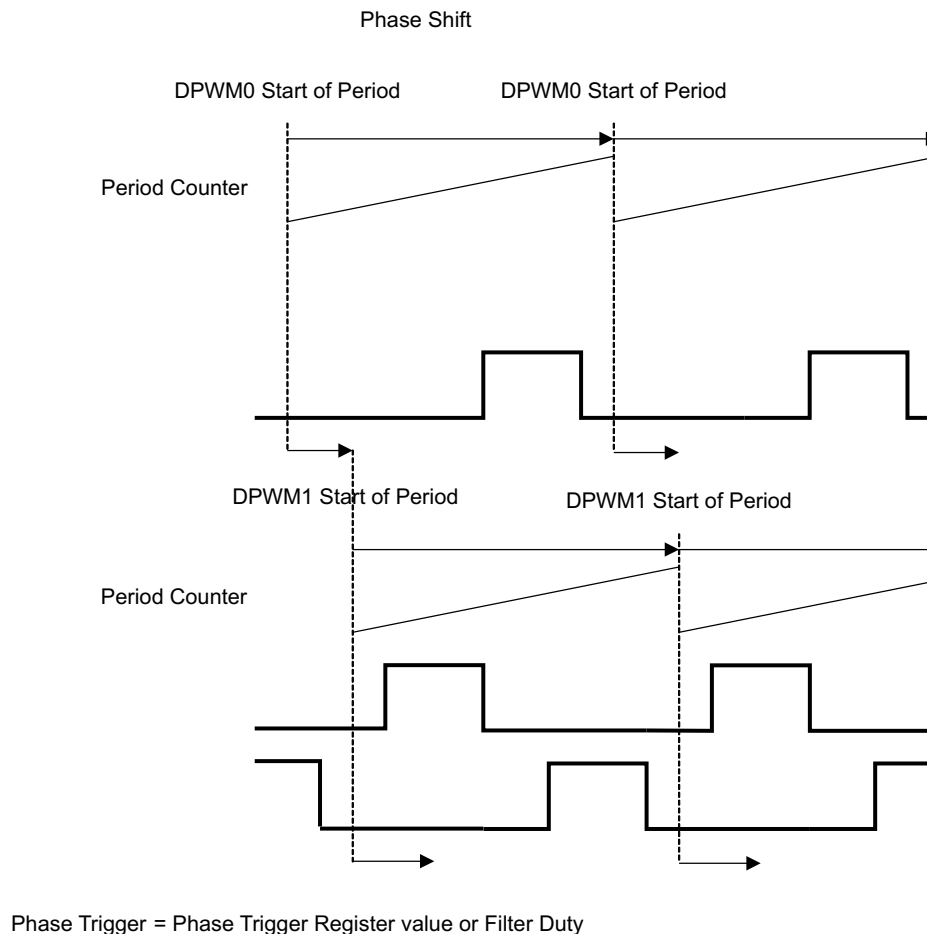 Phase Shift
DPWM0 Start of Period
DPWM0 Start of Period
Period Counter
DPWM1 Start of Period
DPWM1 Start of Period
Period Counter
Phase Trigger = Phase Trigger Register value or Filter Duty